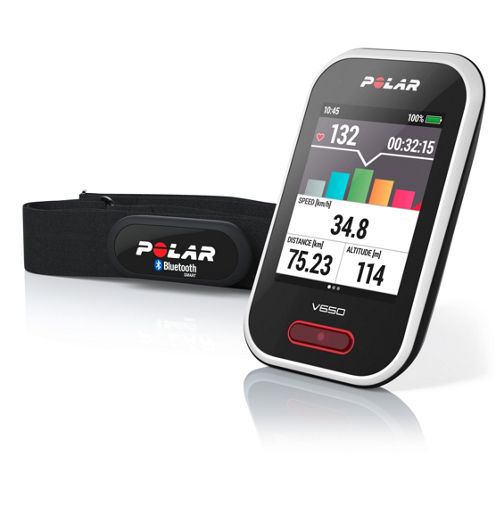 POLAR
10:45 100%
132 00:32:15
SPEED [km/h]
34.8
DISTANCE [km] ALTITUDE [m]
75.23 114
V650
POLAR
Bluetooth
SMART